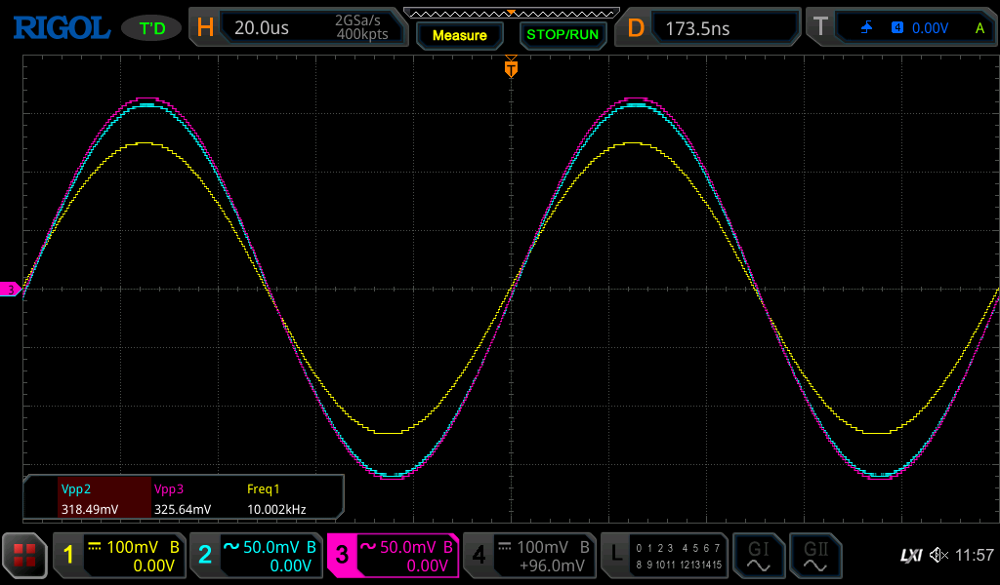 RIGOL T'D H 20.0us 2GSa/s 400kpts Measure STOP/RUN D 173.5ns T 4 0.00V A
T
3
Vpp2 Vpp3 Freq1
318.49mV 325.64mV 10.002kHz
1 100mV B 0.00V
2 50.0mV B 0.00V
3 50.0mV B 0.00V
4 100mV B +96.0mV
L 0 1 2 3 4 5 6 7
8 9 10 11 12 13 14 15
GI GII
LXI 11:57